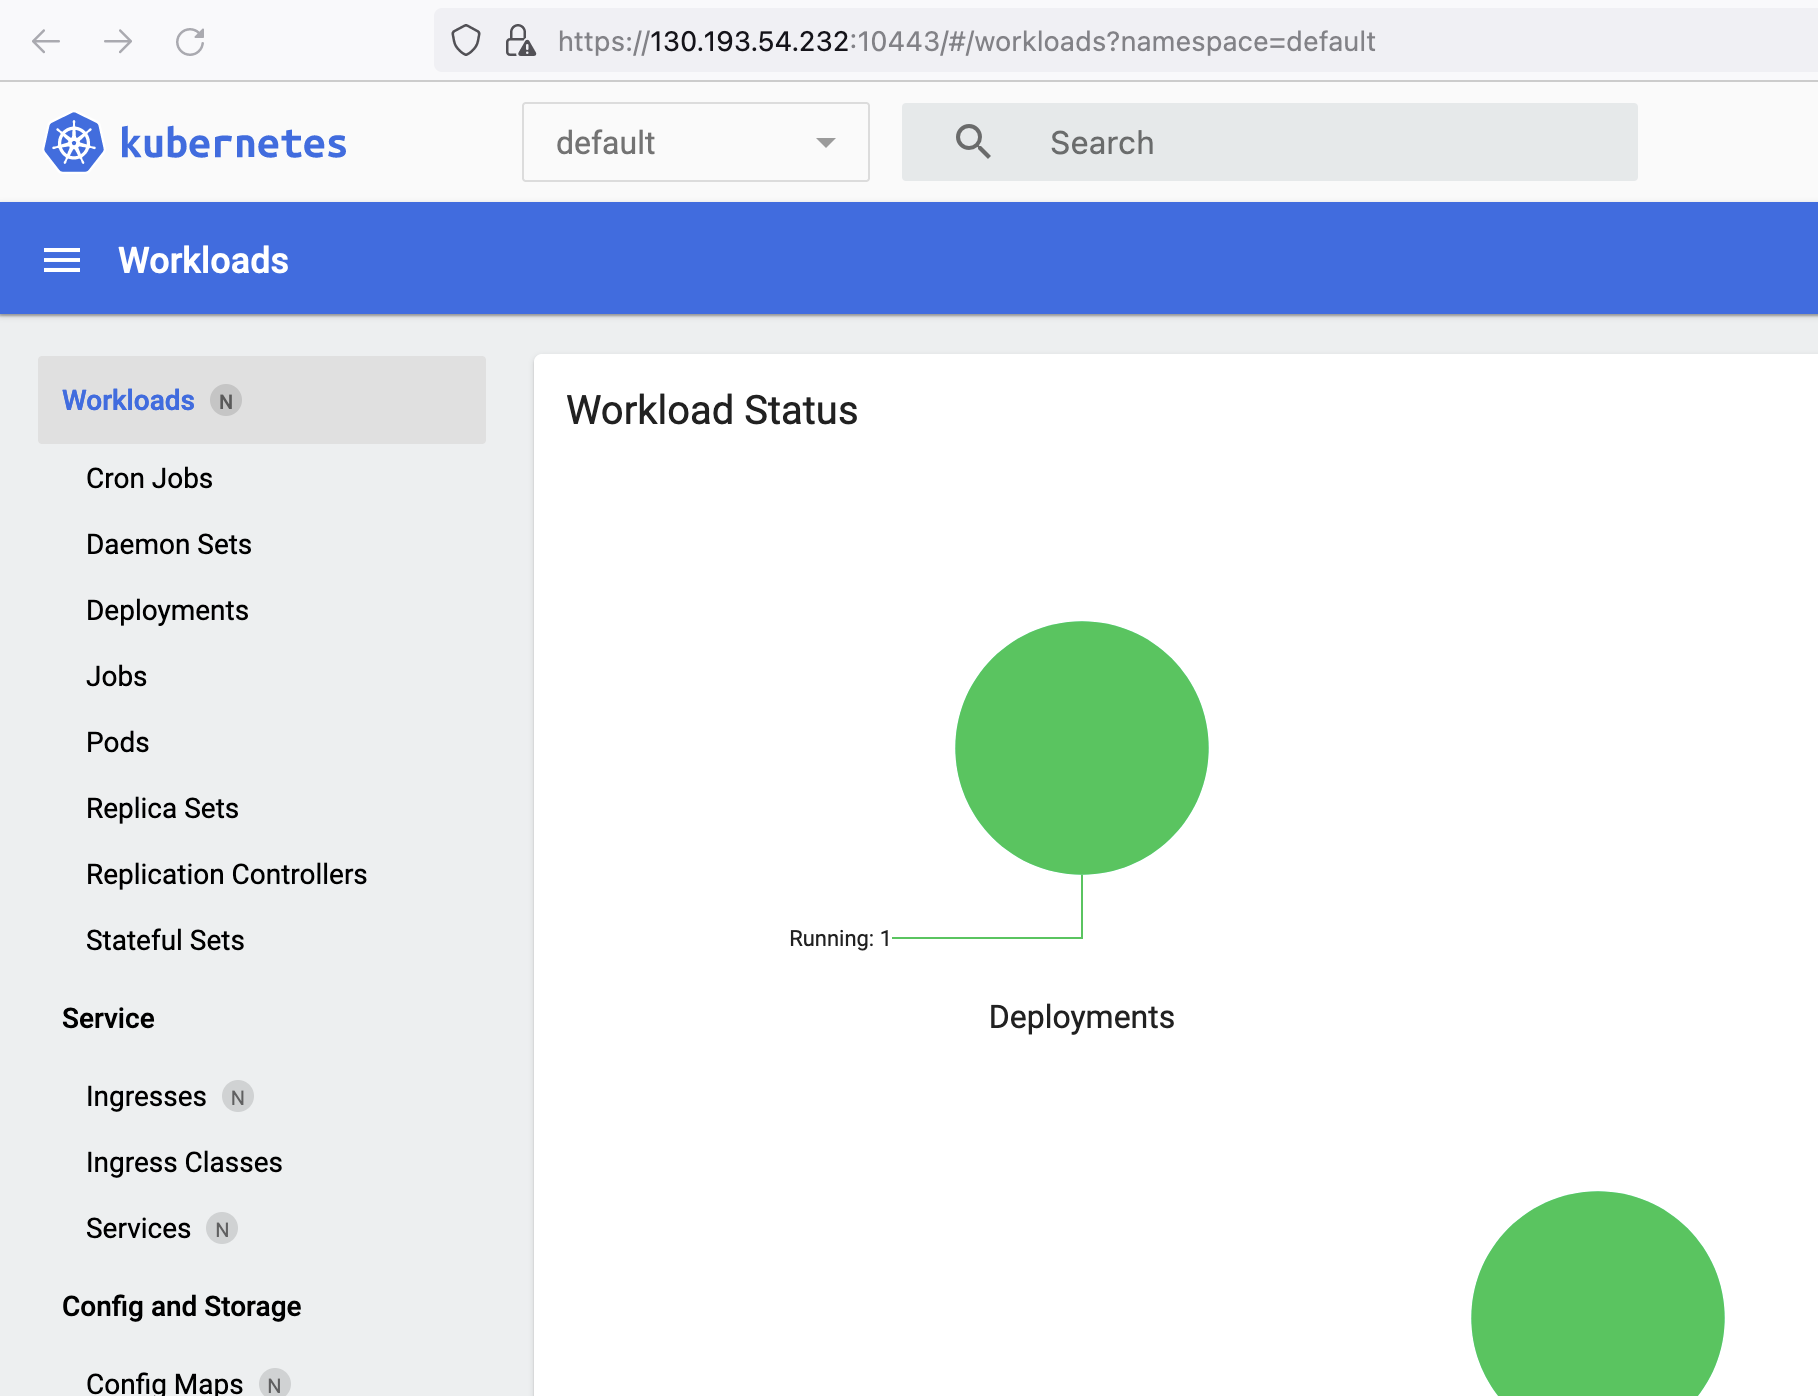 https://130.193.54.232:10443/#/workloads?namespace=default
kubernetes
default
Search
Workloads
Workloads N
Cron Jobs
Daemon Sets
Deployments
Jobs
Pods
Replica Sets
Replication Controllers
Stateful Sets
Service
Ingresses N
Ingress Classes
Services N
Config and Storage
Config Maps N
Workload Status
Running: 1
Deployments